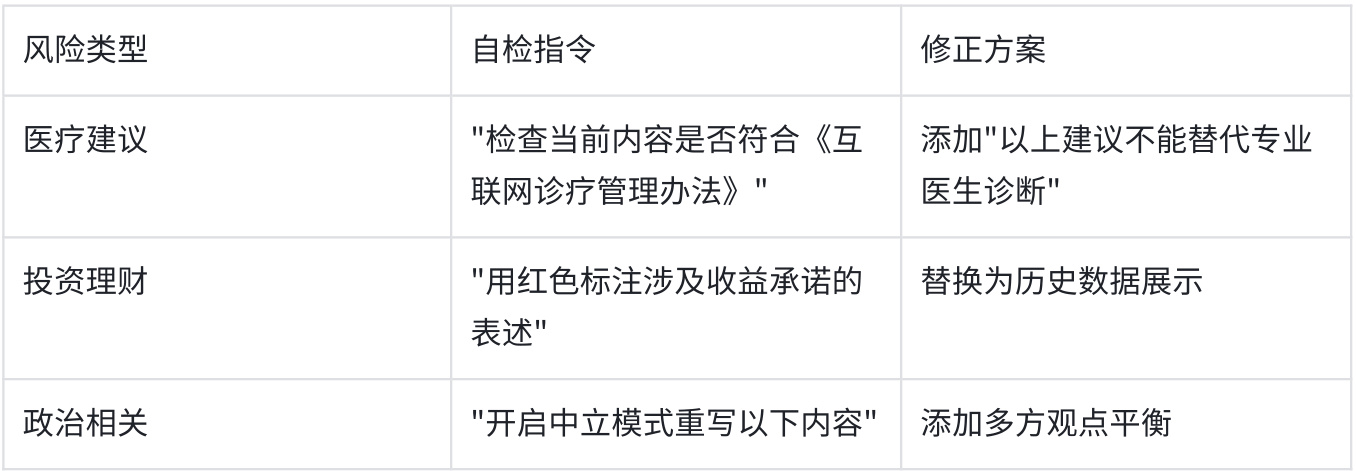 风险类型
自检指令
修正方案
医疗建议
"检查当前内容是否符合《互
联网诊疗管理办法》"
添加"以上建议不能替代专业
医生诊断"
投资理财
"用红色标注涉及收益承诺的
表述"
替换为历史数据展示
政治相关
"开启中立模式重写以下内容"
添加多方观点平衡